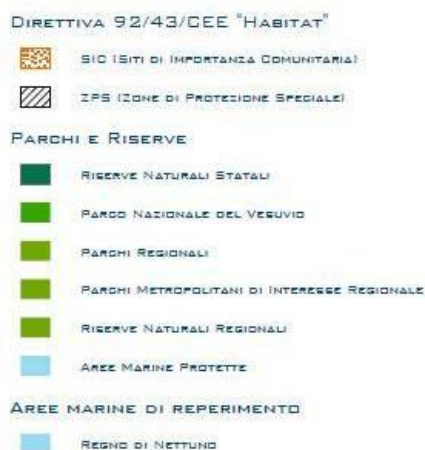 DIRETTIVA 92/43/CEE "HABITAT"
SIC (SITI DI IMPORTANZA COMUNITARIA)
ZPS (ZONE DI PROTEZIONE SPECIALE)
PARCHI E RISERVE
RISERVE NATURALI STATALI
PARCO NAZIONALE DEL VESUVIO
PARCHI REGIONALI
PARCHI METROPOLITANI DI INTERESSE REGIONALE
RISERVE NATURALI REGIONALI
AREE MARINE PROTETTE
AREE MARINE DI REPERIMENTO
REGNO DI NETTUNO